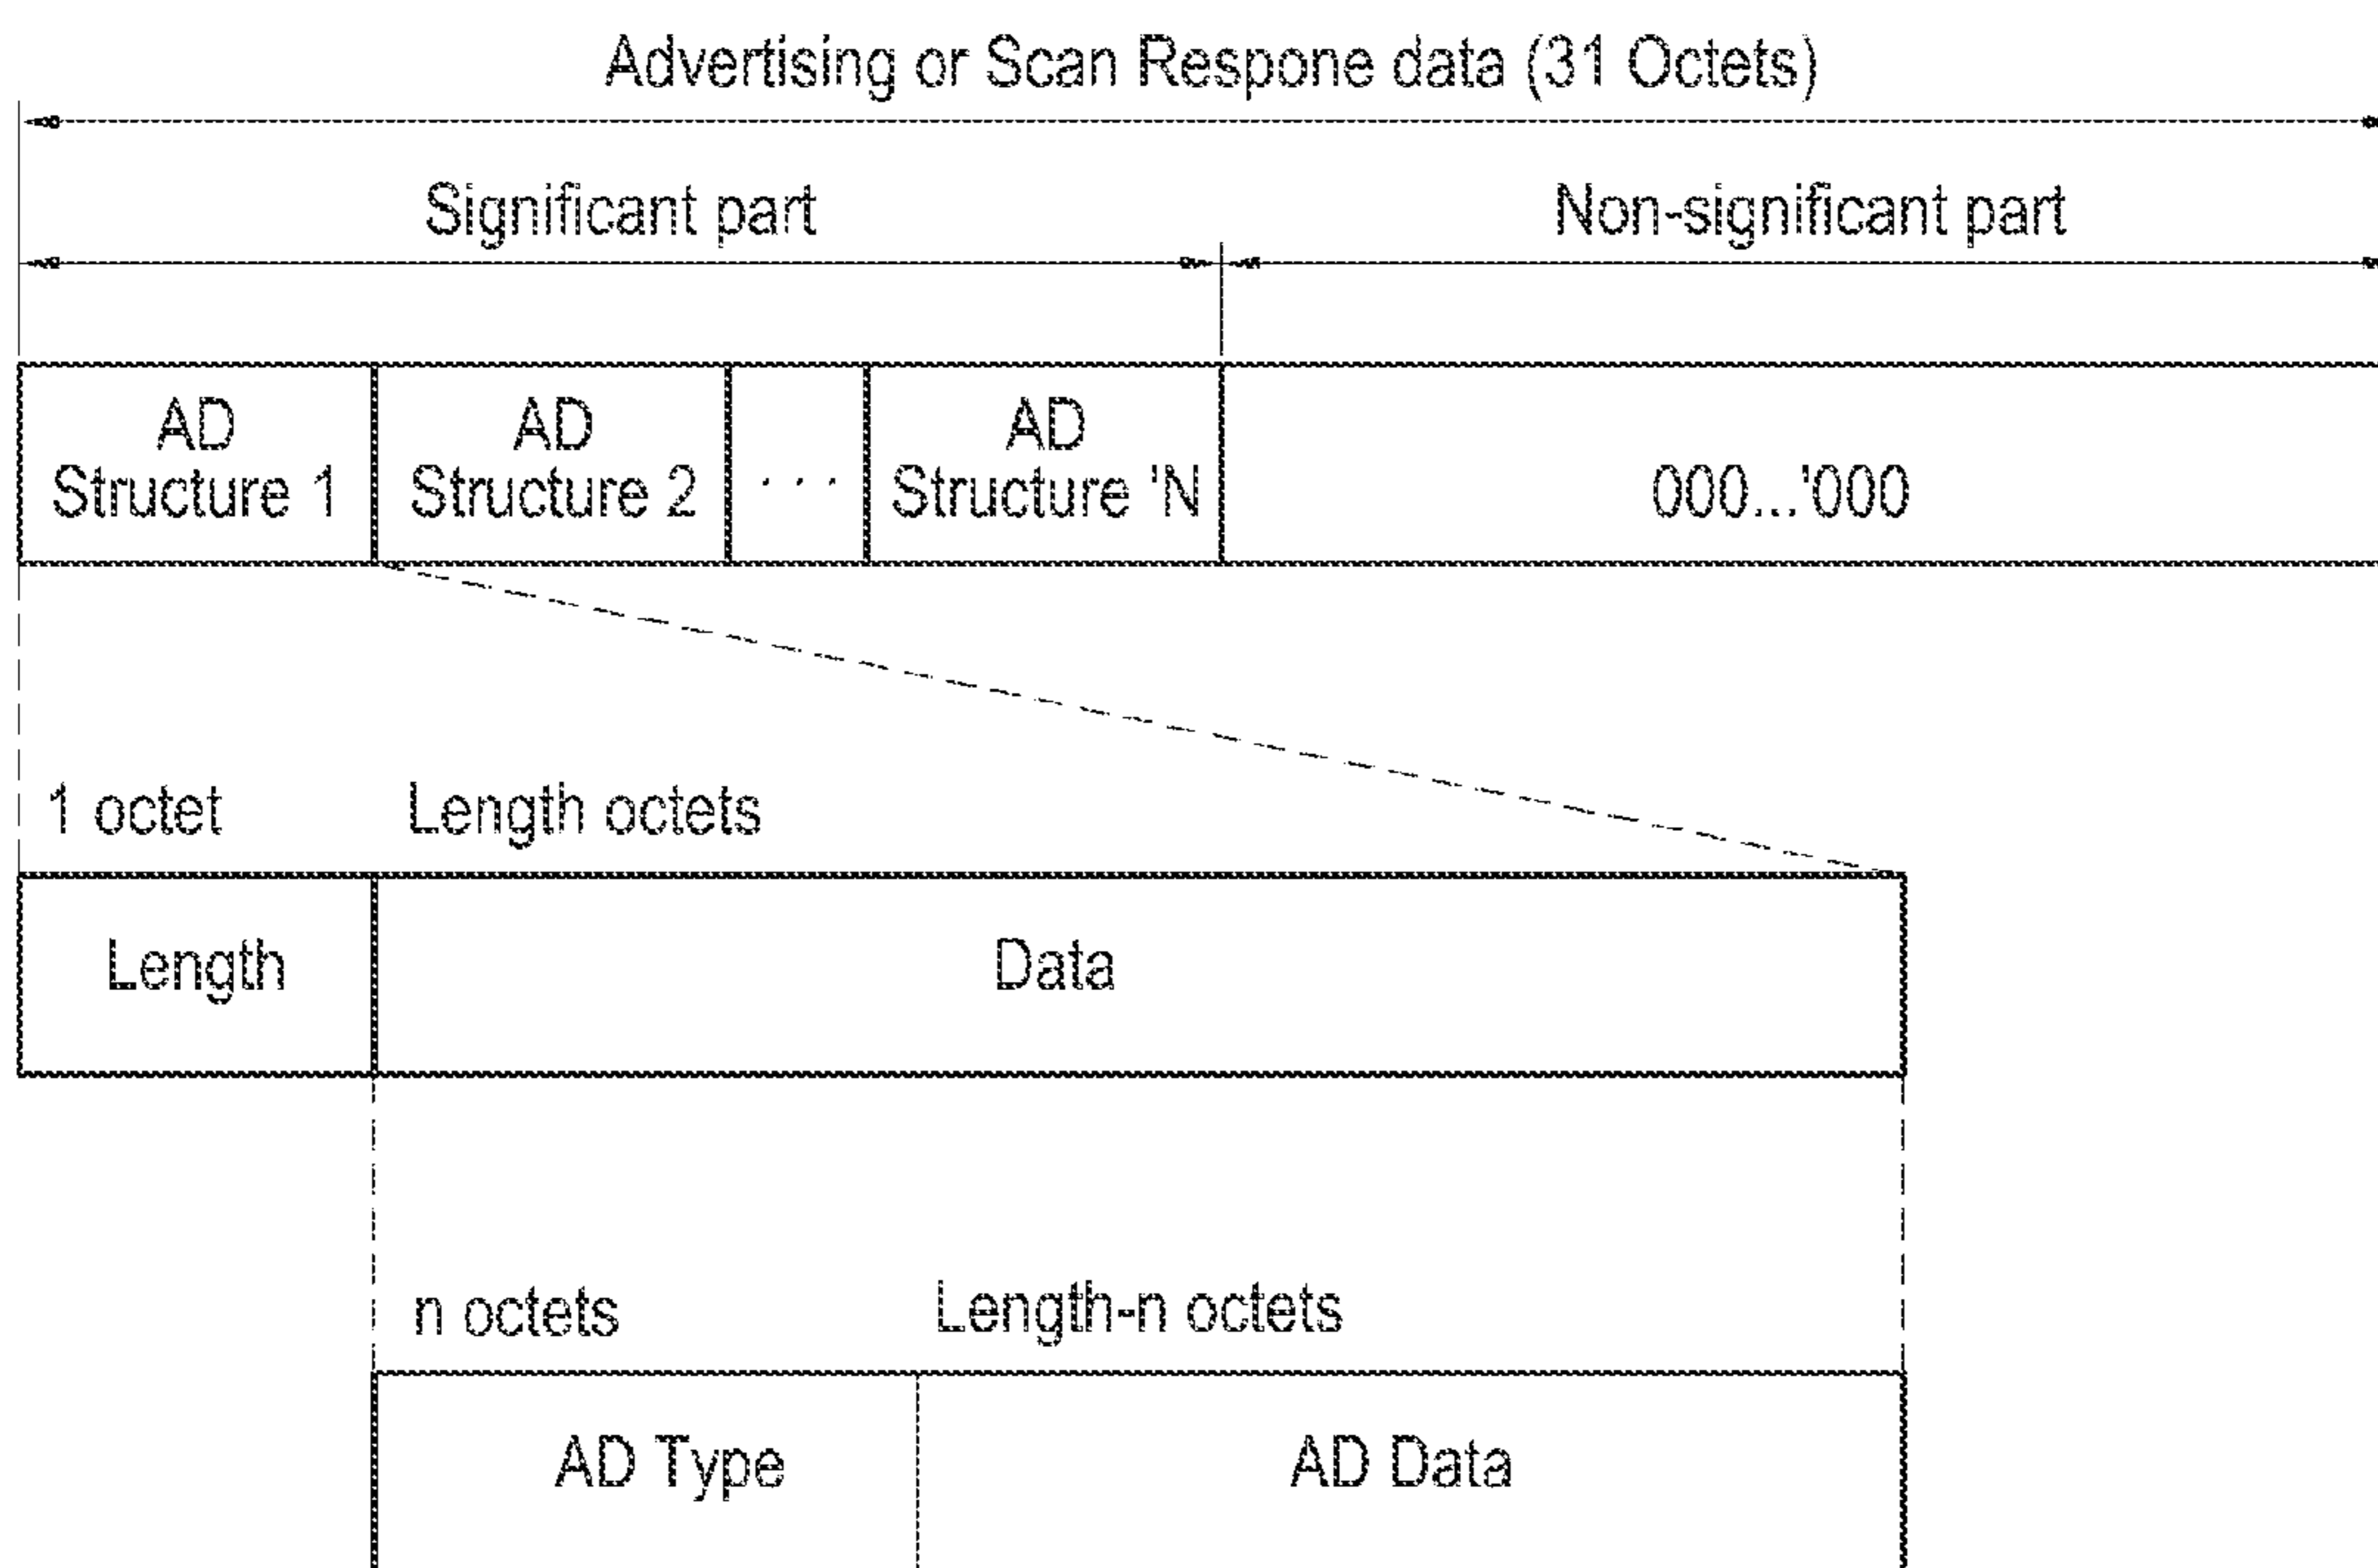 Advertising or Scan Respone data (31 Octets)
Significant part
Non-significant part
AD
Structure 1
AD
Structure 2
. . .
AD
Structure 'N
000...'000
1 octet
Length octets
Length
Data
n octets
Length-n octets
AD Type
AD Data